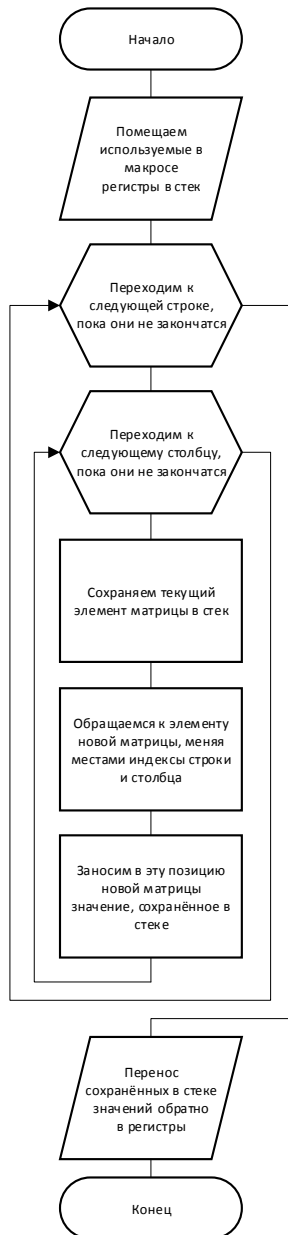 Начало
Помещаем
используемые в
макросе
регистры в стек
Переходим к
следующей строке,
пока они не закончатся
Переходим к
следующему столбцу,
пока они не закончатся
Сохраняем текущий
элемент матрицы в стек
Обращаемся к элементу
новой матрицы, меняя
местами индексы строки
и столбца
Заносим в эту позицию
новой матрицы
значение, сохранённое в
стеке
Перенос
сохранённых в стеке
значений обратно
в регистры
Конец